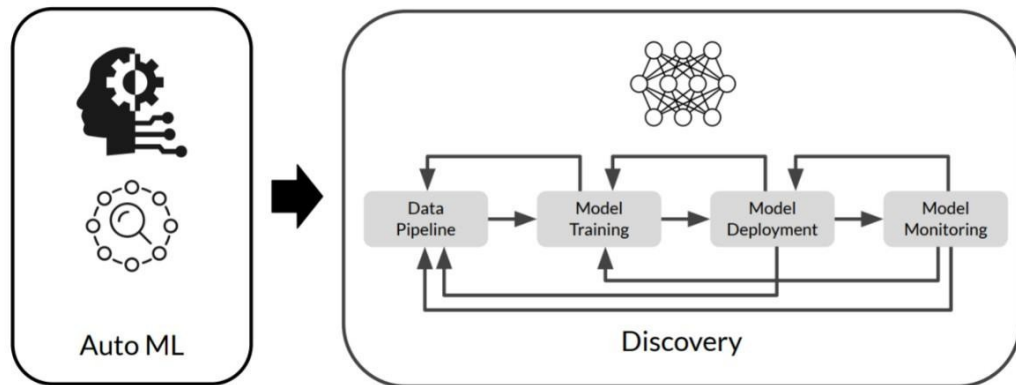 Auto ML
Data
Pipeline
Model
Training
Model
Deployment
Model
Monitoring
Discovery